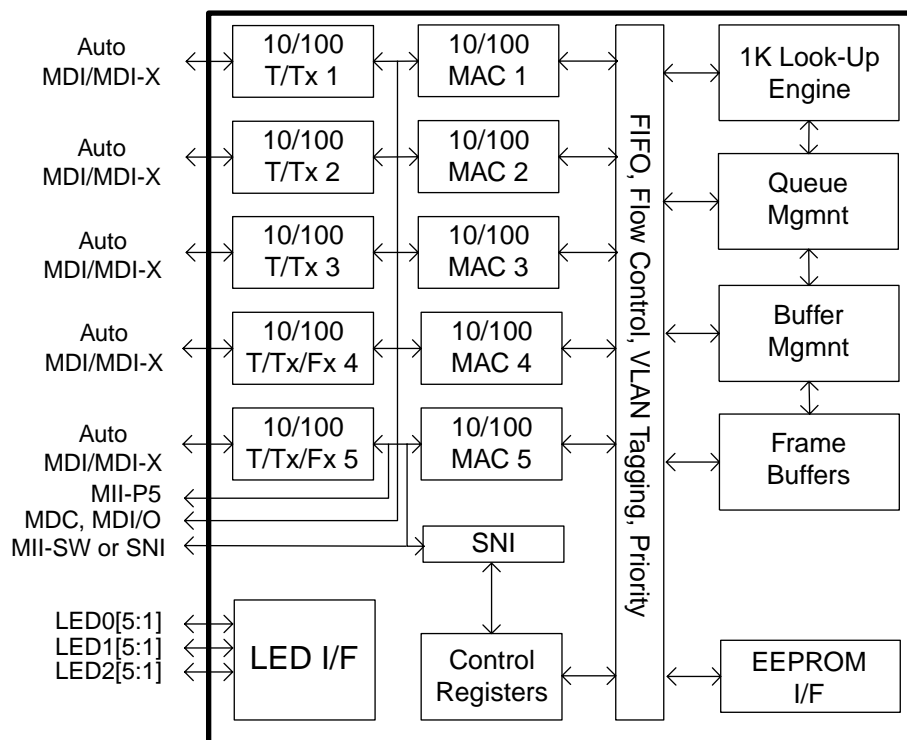 Auto
MDI/MDI-X
10/100
T/Tx 1
10/100
MAC 1
1K Look-Up
Engine
Auto
MDI/MDI-X
10/100
T/Tx 2
10/100
MAC 2
Queue
Mgmnt
Auto
MDI/MDI-X
10/100
T/Tx 3
10/100
MAC 3
Auto
MDI/MDI-X
10/100
T/Tx/Fx 4
10/100
MAC 4
Buffer
Mgmnt
Auto
MDI/MDI-X
10/100
T/Tx/Fx 5
10/100
MAC 5
Frame
Buffers
FIFO, Flow Control, VLAN Tagging, Priority
MII-P5
MDC, MDI/O
MII-SW or SNI
SNI
LED0[5:1]
LED1[5:1]
LED2[5:1]
LED I/F
Control
Registers
EEPROM
I/F